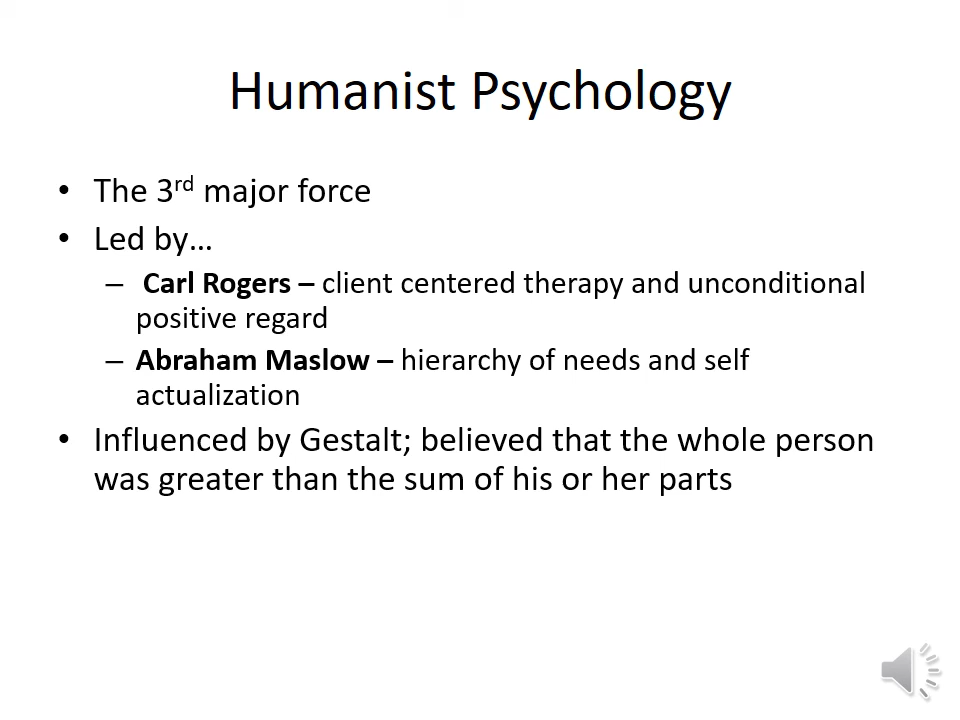 Humanist Psychology
• The 3rd major force
• Led by…
– Carl Rogers – client centered therapy and unconditional
positive regard
– Abraham Maslow – hierarchy of needs and self
actualization
• Influenced by Gestalt; believed that the whole person
was greater than the sum of his or her parts